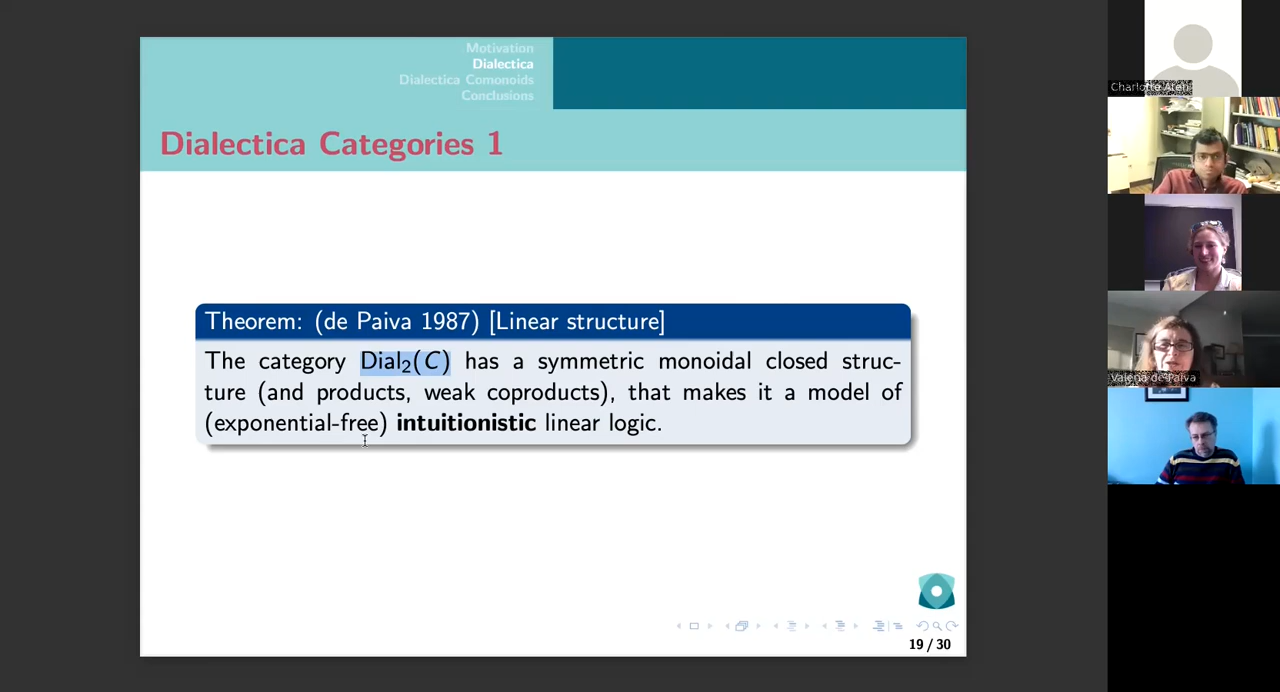 Motivation
Dialectica
Dialectica Comonoids
Conclusions
Dialectica Categories 1
Theorem: (de Paiva 1987) [Linear structure]
The category Dial₂(C) has a symmetric monoidal closed struc-
ture (and products, weak coproducts), that makes it a model of
(exponential-free) intuitionistic linear logic.
19 / 30
Charlotte Aten
Valeria de Paiva